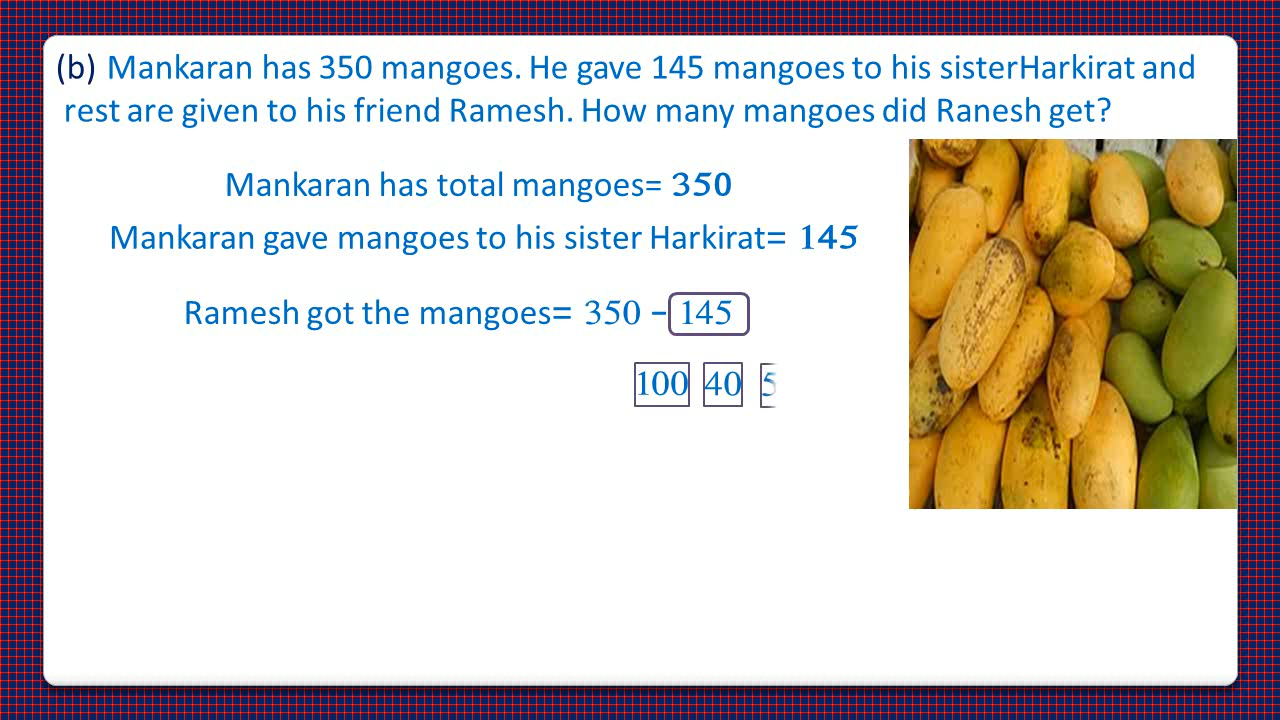 (b) Mankaran has 350 mangoes. He gave 145 mangoes to his sisterHarkirat and
rest are given to his friend Ramesh. How many mangoes did Ranesh get?
Mankaran has total mangoes= 350
Mankaran gave mangoes to his sister Harkirat= 145
Ramesh got the mangoes= 350 − 145
100 40 5